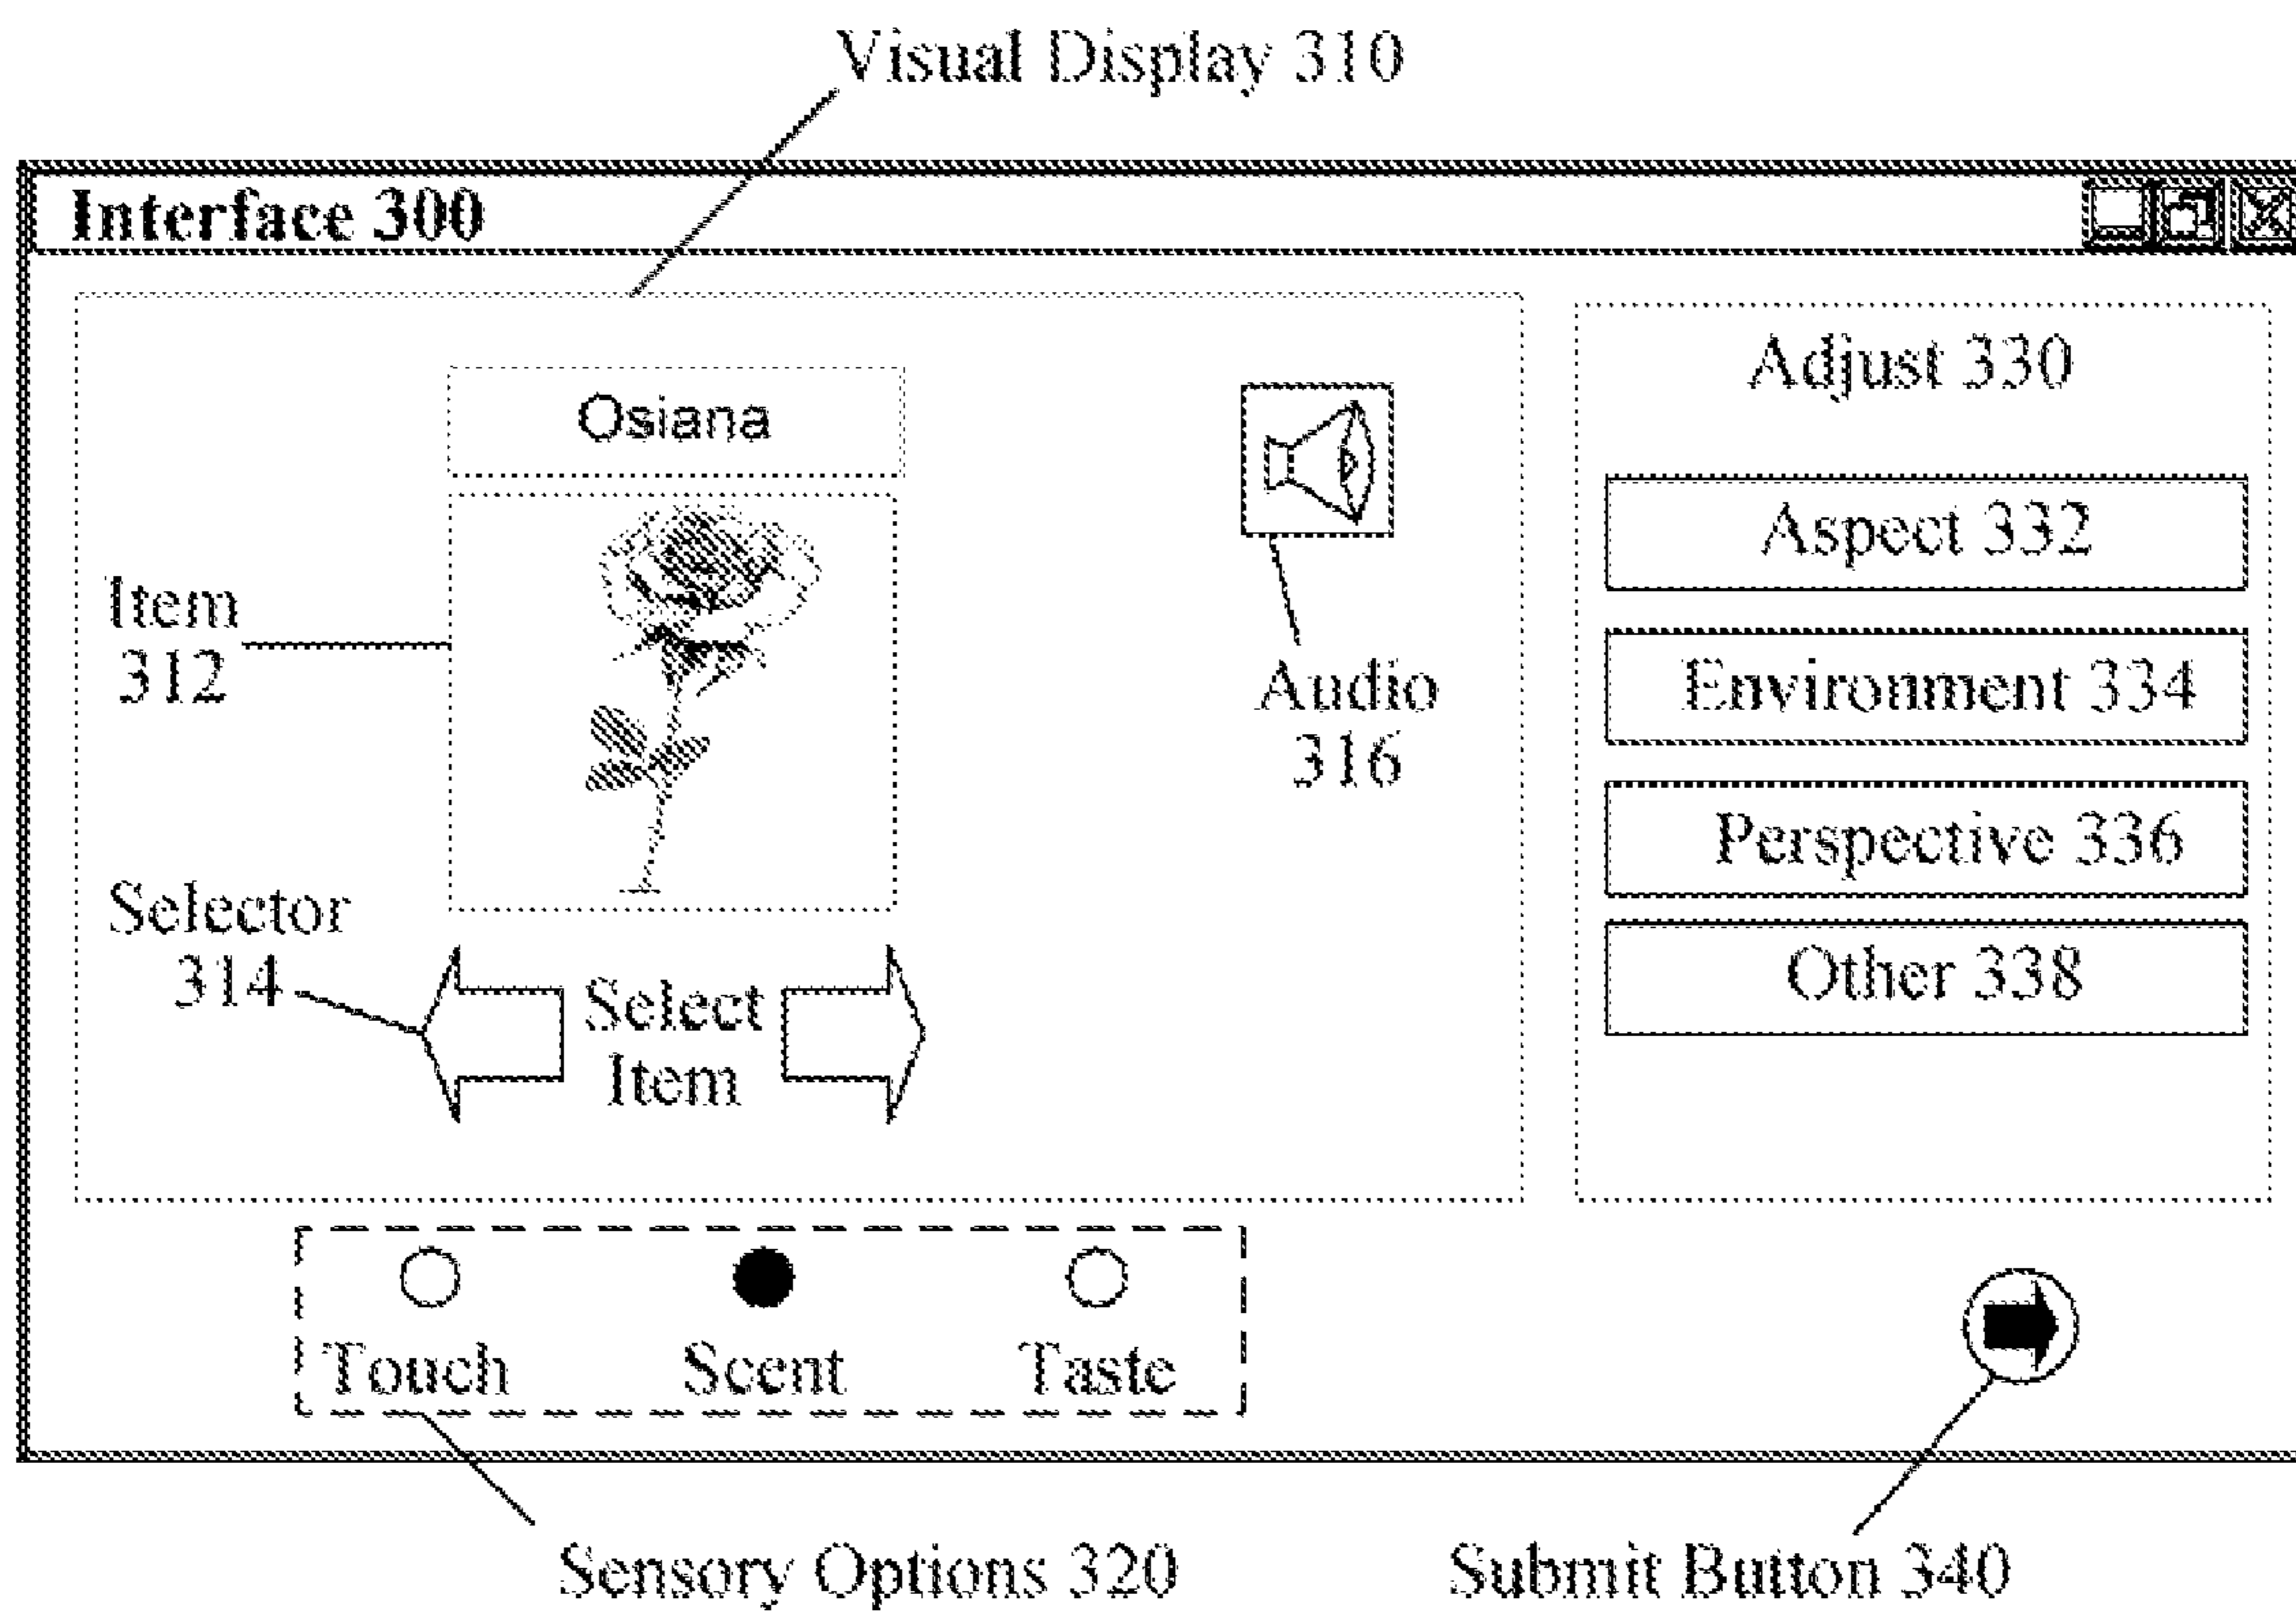 Visual Display 310
Interface 300
Osiana
Item
312
Audio
316
Selector
314
Select
Item
Adjust 330
Aspect 332
Environment 334
Perspective 336
Other 338
Touch
Scent
Taste
Sensory Options 320
Submit Button 340